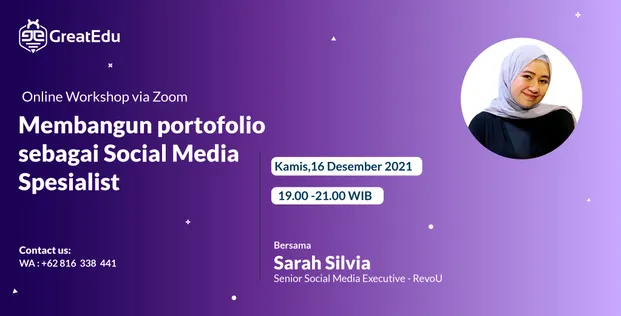 GreatEdu
Online Workshop via Zoom
Membangun portofolio
sebagai Social Media
Spesialist
Kamis,16 Desember 2021
19.00 -21.00 WIB
Contact us:
WA : +62 816 338 441
Bersama
Sarah Silvia
Senior Social Media Executive - RevoU